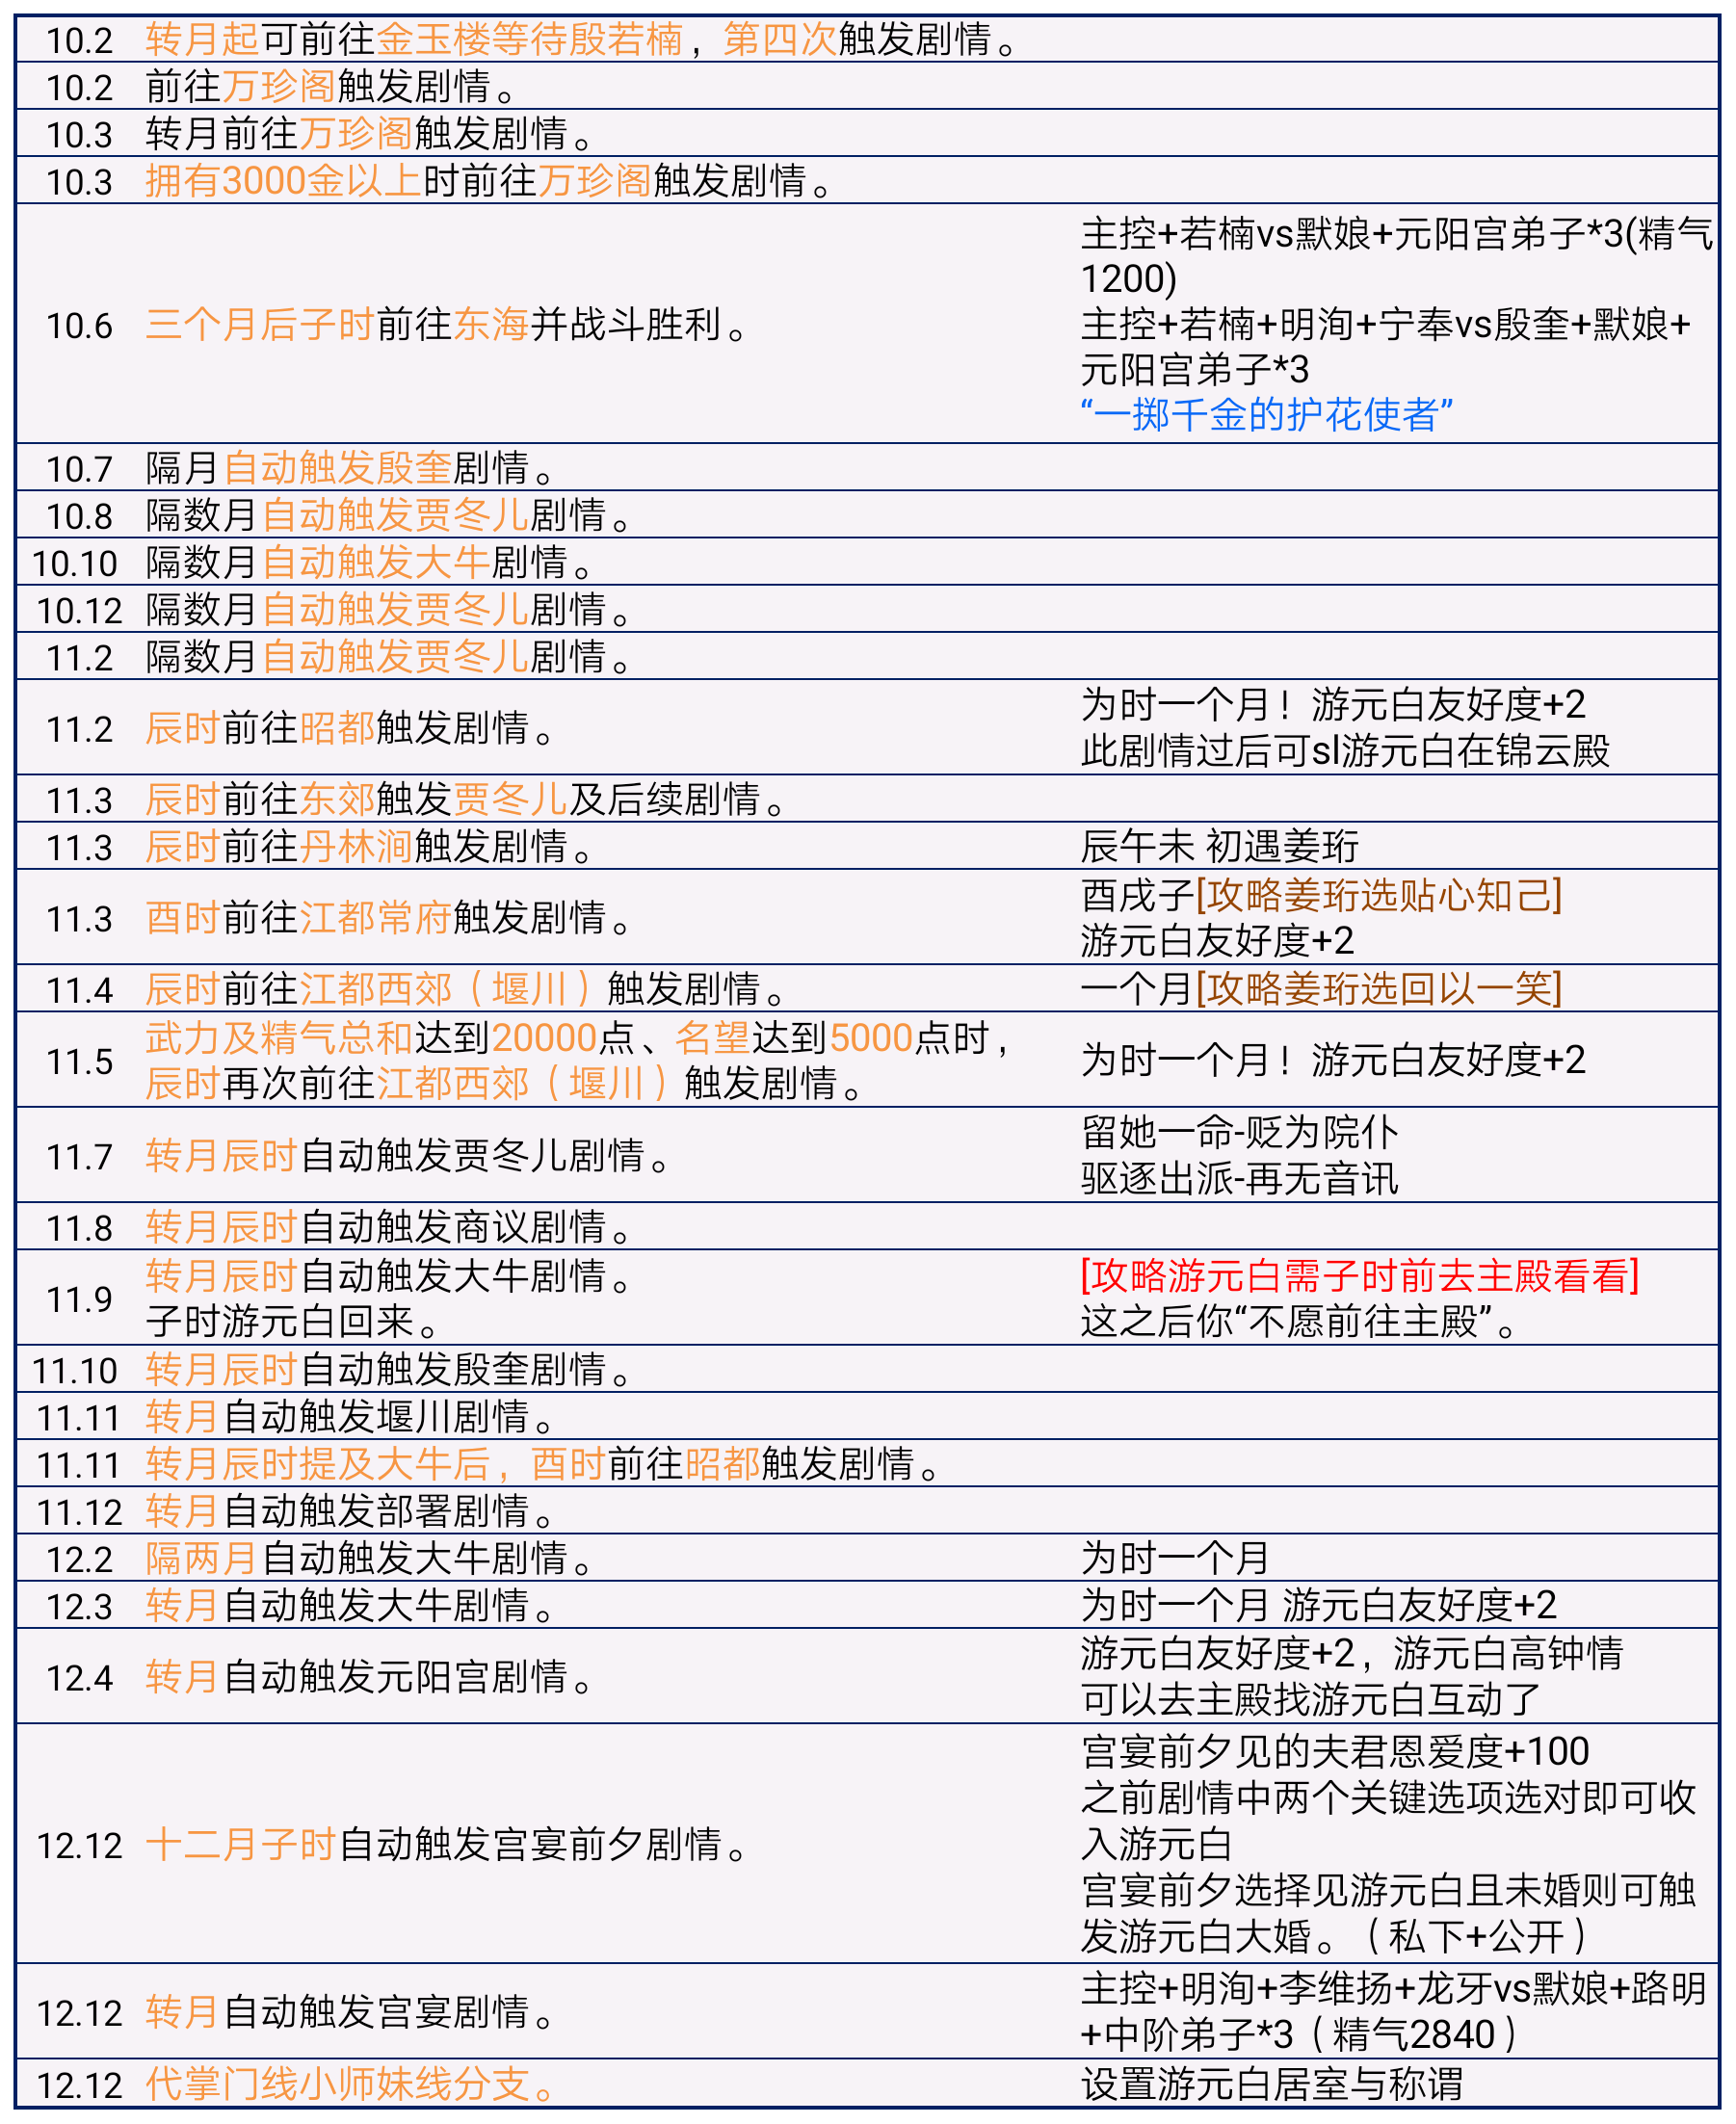 10.2 转月起可前往金玉楼等待殷若楠，第四次触发剧情。
10.2 前往万珍阁触发剧情。
10.3 转月前往万珍阁触发剧情。
10.3 拥有3000金以上时前往万珍阁触发剧情。
10.6 三个月后子时前往东海并战斗胜利。
主控+若楠vs默娘+元阳宫弟子*3(精气
1200)
主控+若楠+明洵+宁奉vs殷奎+默娘+
元阳宫弟子*3
“一掷千金的护花使者”
10.7 隔月自动触发殷奎剧情。
10.8 隔数月自动触发贾冬儿剧情。
10.10 隔数月自动触发大牛剧情。
10.12 隔数月自动触发贾冬儿剧情。
11.2 隔数月自动触发贾冬儿剧情。
11.2 辰时前往昭都触发剧情。
为时一个月！游元白友好度+2
此剧情过后可sl游元白在锦云殿
11.3 辰时前往东郊触发贾冬儿及后续剧情。
11.3 辰时前往丹林涧触发剧情。 辰午未 初遇姜珩
11.3 酉时前往江都常府触发剧情。
酉戌子[攻略姜珩选贴心知己]
游元白友好度+2
11.4 辰时前往江都西郊（堰川）触发剧情。 一个月[攻略姜珩选回以一笑]
11.5 武力及精气总和达到20000点、名望达到5000点时，
辰时再次前往江都西郊（堰川）触发剧情。
为时一个月！游元白友好度+2
11.7 转月辰时自动触发贾冬儿剧情。
留她一命-贬为院仆
驱逐出派-再无音讯
11.8 转月辰时自动触发商议剧情。
11.9 转月辰时自动触发大牛剧情。
子时游元白回来。
[攻略游元白需子时前去主殿看看]
这之后你“不愿前往主殿”。
11.10 转月辰时自动触发殷奎剧情。
11.11 转月自动触发堰川剧情。
11.11 转月辰时提及大牛后，酉时前往昭都触发剧情。
11.12 转月自动触发部署剧情。
12.2 隔两月自动触发大牛剧情。 为时一个月
12.3 转月自动触发大牛剧情。 为时一个月 游元白友好度+2
12.4 转月自动触发元阳宫剧情。
游元白友好度+2，游元白高钟情
可以去主殿找游元白互动了
12.12 十二月子时自动触发宫宴前夕剧情。
宫宴前夕见的夫君恩爱度+100
之前剧情中两个关键选项选对即可收
入游元白
宫宴前夕选择见游元白且未婚则可触
发游元白大婚。（私下+公开）
12.12 转月自动触发宫宴剧情。
主控+明洵+李维扬+龙牙vs默娘+路明
+中阶弟子*3（精气2840）
12.12 代掌门线小师妹线分支。 设置游元白居室与称谓